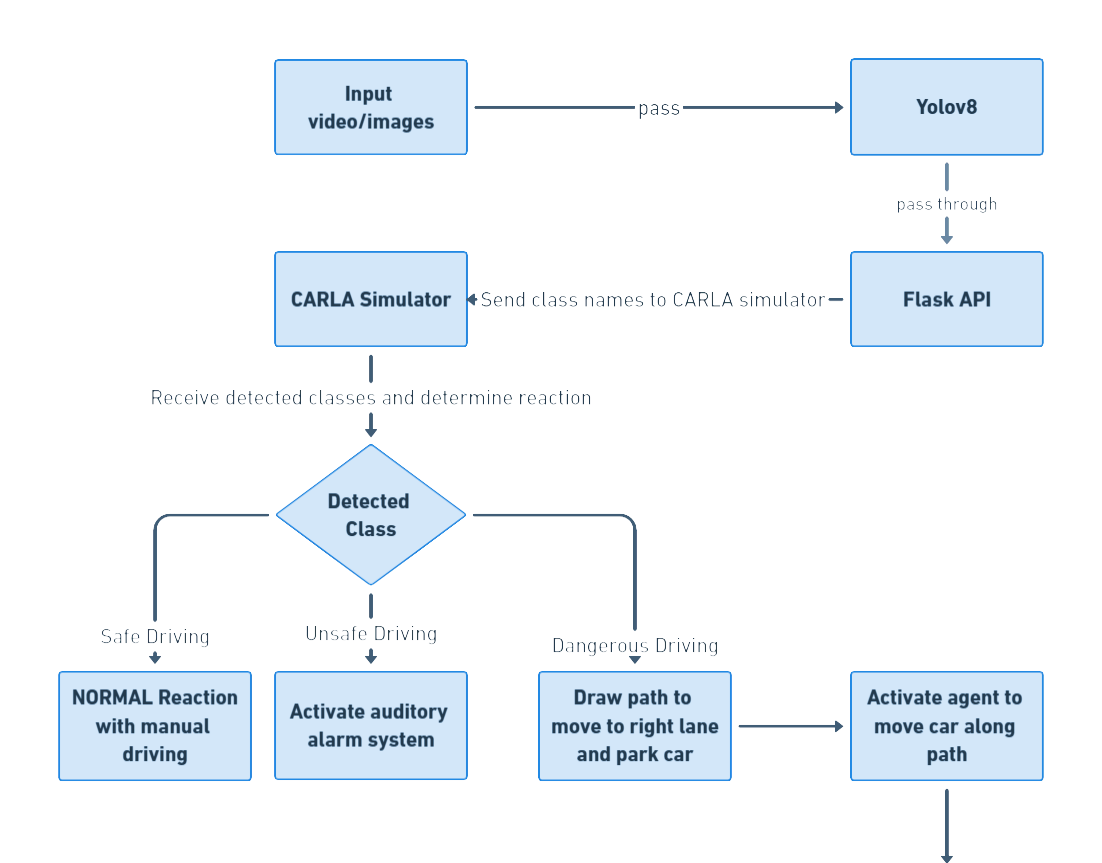 Input
video/images
pass
Yolov8
pass through
CARLA Simulator
Send class names to CARLA simulator
Flask API
Receive detected classes and determine reaction
Detected
Class
Safe Driving
Unsafe Driving
Dangerous Driving
NORMAL Reaction
with manual
driving
Activate auditory
alarm system
Draw path to
move to right lane
and park car
Activate agent to
move car along
path